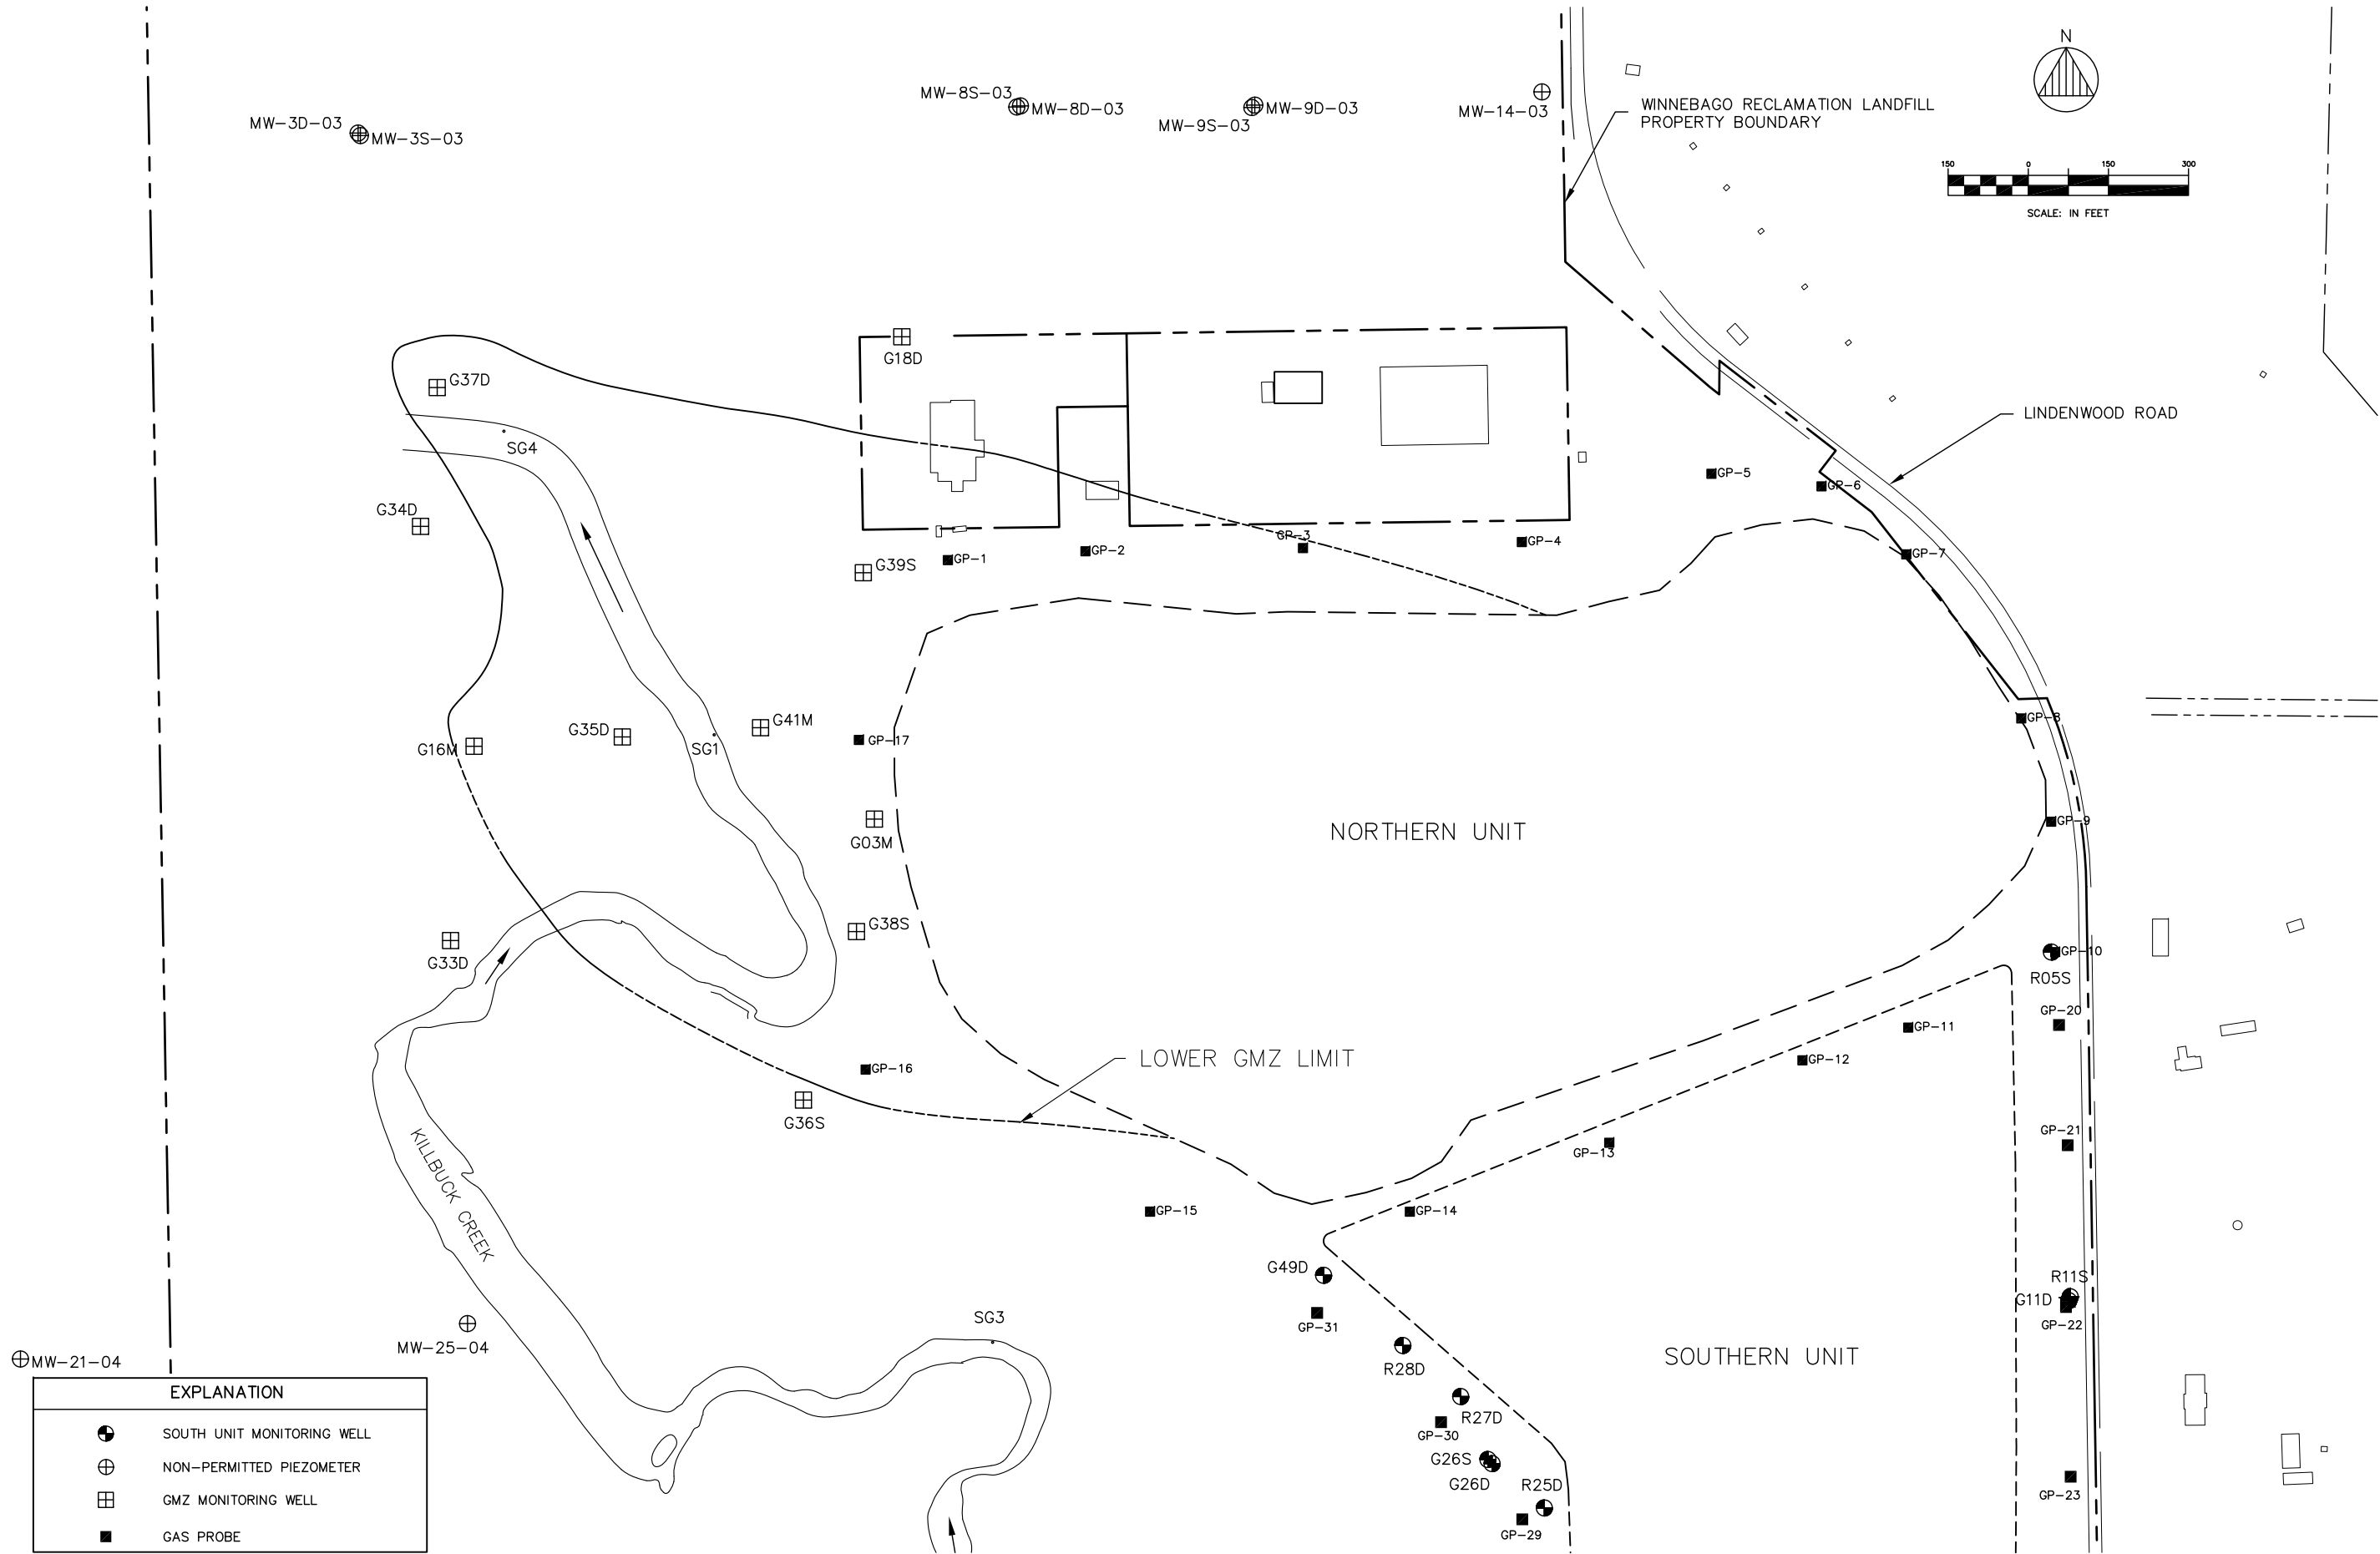 N
MW-8S-03
MW-8D-03
MW-9D-03
MW-9S-03
MW-14-03
WINNEBAGO RECLAMATION LANDFILL
PROPERTY BOUNDARY
MW-3D-03
MW-3S-03
150 0 150 300
SCALE: IN FEET
G18D
G37D
LINDENWOOD ROAD
SG4
GP-5
GP-6
G34D
GP-3
GP-4
GP-2
GP-1
GP-7
G39S
G41M
GP-8
G35D
SG1
GP-17
G16M
GP-9
NORTHERN UNIT
G03M
G38S
GP-10
G33D
R05S
GP-20
GP-11
LOWER GMZ LIMIT
GP-12
GP-16
G36S
GP-21
GP-13
KILLBUCK CREEK
GP-15
GP-14
G49D
R11S
G11D
SG3
GP-31
GP-22
MW-25-04
SOUTHERN UNIT
MW-21-04
R28D
R27D
GP-30
G26S
G26D
R25D
GP-23
GP-29
EXPLANATION
SOUTH UNIT MONITORING WELL
NON-PERMITTED PIEZOMETER
GMZ MONITORING WELL
GAS PROBE